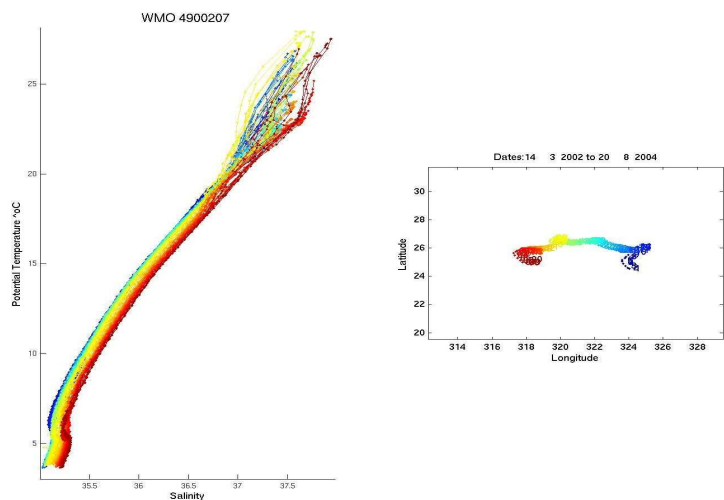 WMO 4900207
25
20
15
10
5
Potential Temperature ^oC
35.5 36 36.5 37 37.5
Salinity
Dates:14 3 2002 to 20 8 2004
30
28
26
24
22
20
Latitude
314 316 318 320 322 324 326 328
Longitude